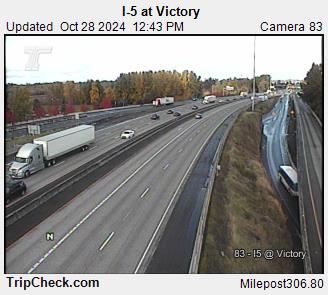 I-5 at Victory
Updated Oct 28 2024 12:43 PM Camera 83
Tr
N
83 - I5 @ Victory
TripCheck.com Milepost306.80